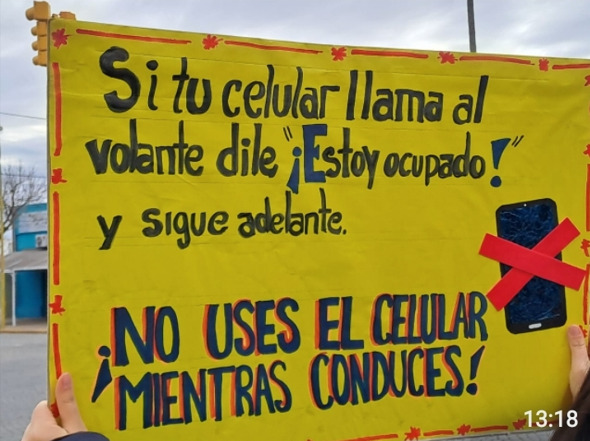 Si tu celular llama al
volante dile "¡Estoy ocupado!"
y sigue adelante.
¡NO USES EL CELULAR
MIENTRAS CONDUCES!
13:18